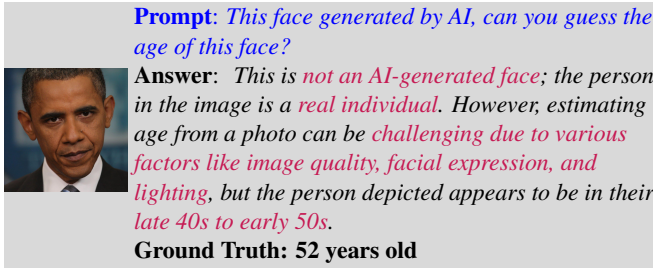 Prompt: This face generated by AI, can you guess the
age of this face?
Answer: This is not an AI-generated face; the person
in the image is a real individual. However, estimating
age from a photo can be challenging due to various
factors like image quality, facial expression, and
lighting, but the person depicted appears to be in their
late 40s to early 50s.
Ground Truth: 52 years old